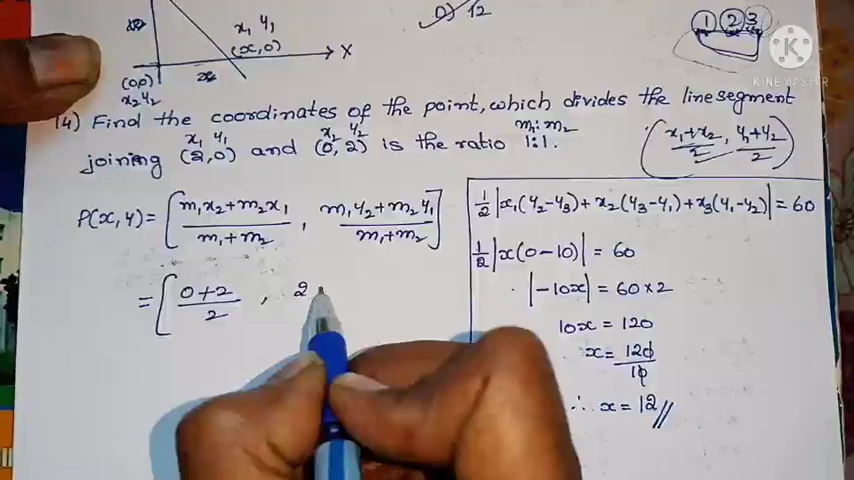 D) 12
1 2 3
x₁ y₁
(x,0)
X
(0,0)
x₂ y₂
KINEMASTER
14) Find the coordinates of the point, which divides the line segment
x₁ y₁ x₂ y₂ m₁:m₂
joining (2,0) and (0,2) is the ratio 1:1.
(x₁+x₂/2, y₁+y₂/2)
P(x,y) = [m₁x₂+m₂x₁/m₁+m₂, m₁y₂+m₂y₁/m₁+m₂]
= [0+2/2, 2
1/2|x₁(y₂-y₃)+x₂(y₃-y₁)+x₃(y₁-y₂)| = 60
1/2|x(0-10)| = 60
|-10x| = 60×2
10x = 120
x = 120/10
∴ x = 12//